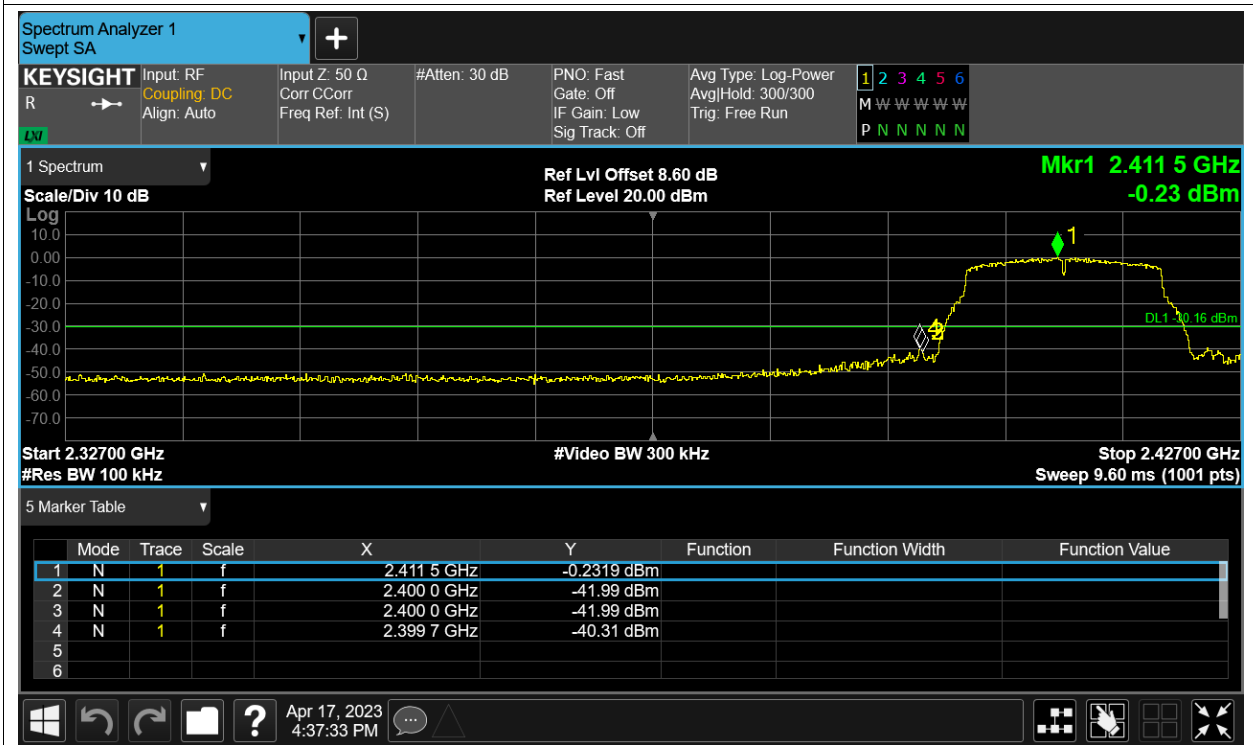 Spectrum Analyzer 1
Swept SA
KEYSIGHT Input: RF Input Z: 50 Ω #Atten: 30 dB PNO: Fast Avg Type: Log-Power 1 2 3 4 5 6
R Coupling: DC Corr CCorr Gate: Off Avg|Hold: 300/300 M W W W W W
Align: Auto Freq Ref: Int (S) IF Gain: Low Trig: Free Run
LXI Sig Track: Off P N N N N N
1 Spectrum Ref Lvl Offset 8.60 dB Mkr1 2.411 5 GHz
Scale/Div 10 dB Ref Level 20.00 dBm -0.23 dBm
Log
10.0
1
0.00
-10.0
-20.0
-30.0
DL1 -30.16 dBm
-40.0
-50.0
-60.0
-70.0
Start 2.32700 GHz #Video BW 300 kHz Stop 2.42700 GHz
#Res BW 100 kHz Sweep 9.60 ms (1001 pts)
5 Marker Table
Mode Trace Scale X Y Function Function Width Function Value
1 N 1 f 2.411 5 GHz -0.2319 dBm
2 N 1 f 2.400 0 GHz -41.99 dBm
3 N 1 f 2.400 0 GHz -41.99 dBm
4 N 1 f 2.399 7 GHz -40.31 dBm
5
6
? Apr 17, 2023
4:37:33 PM